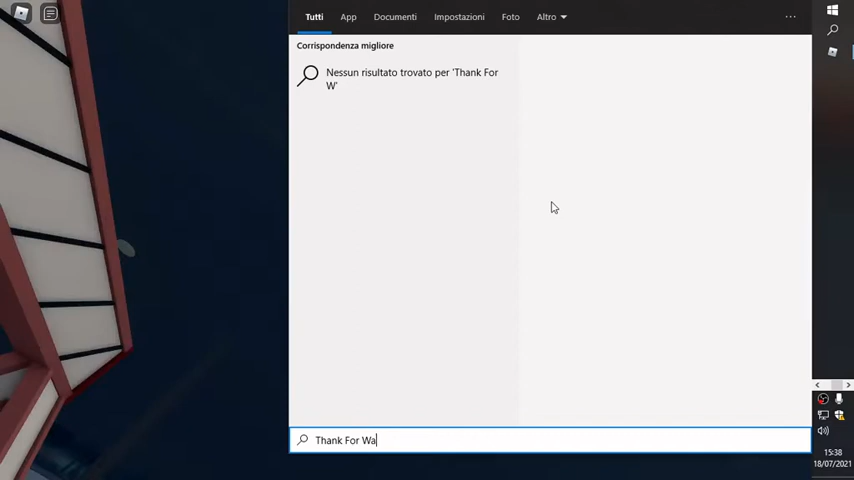 Tutti App Documenti Impostazioni Foto Altro
Corrispondenza migliore
Nessun risultato trovato per 'Thank For
W'
Thank For Wa
15:38
18/07/2021